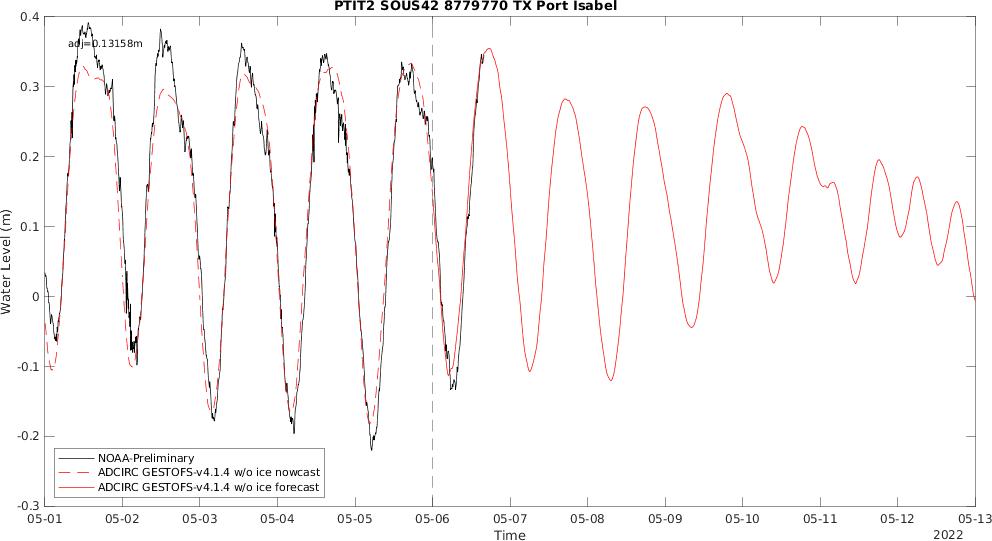 PTIT2 SOUS42 8779770 TX Port Isabel
0.4
adj=0.13158m
0.3
0.2
0.1
0
-0.1
-0.2
-0.3
Water Level (m)
NOAA-Preliminary
ADCIRC GESTOFS-v4.1.4 w/o ice nowcast
ADCIRC GESTOFS-v4.1.4 w/o ice forecast
05-01 05-02 05-03 05-04 05-05 05-06 05-07 05-08 05-09 05-10 05-11 05-12 05-13
Time
2022